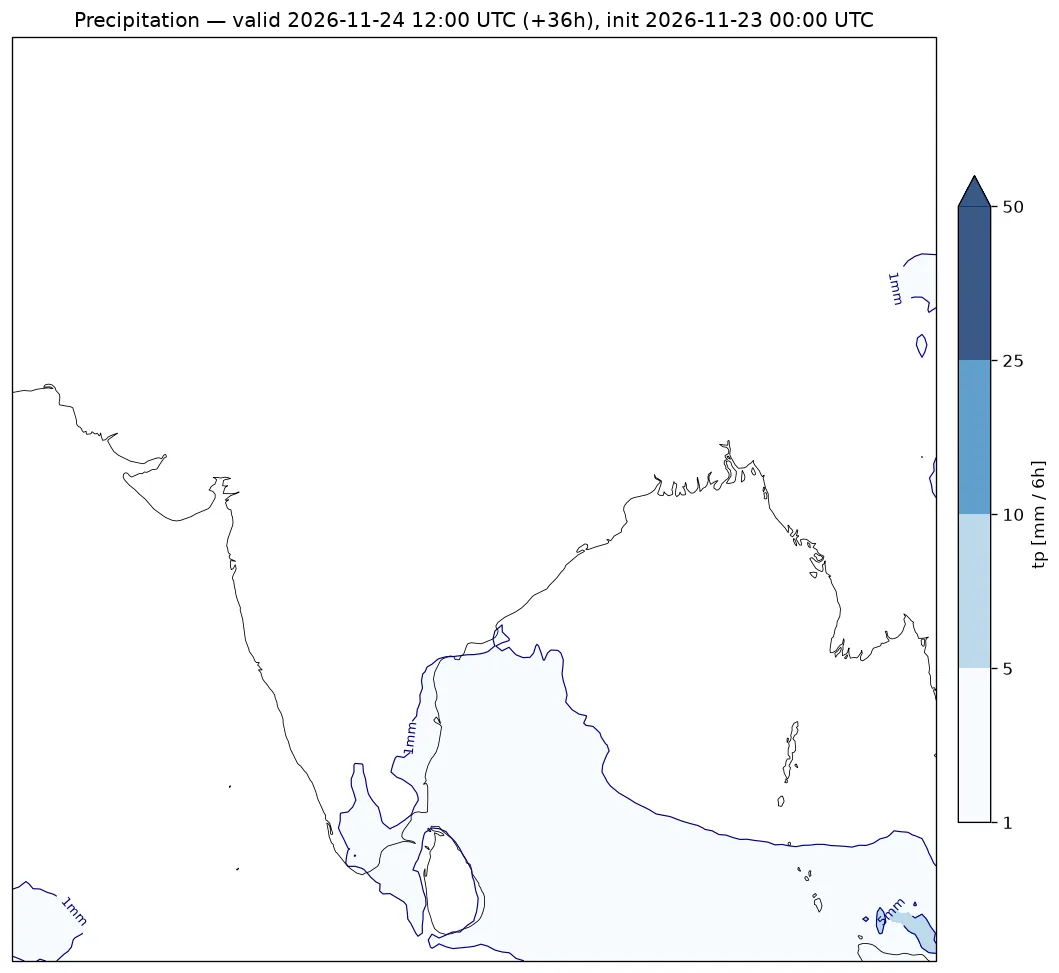 Precipitation — valid 2026-11-24 12:00 UTC (+36h), init 2026-11-23 00:00 UTC
50
1mm
25
10
tp [mm / 6h]
5
1mm
1
1mm
5mm